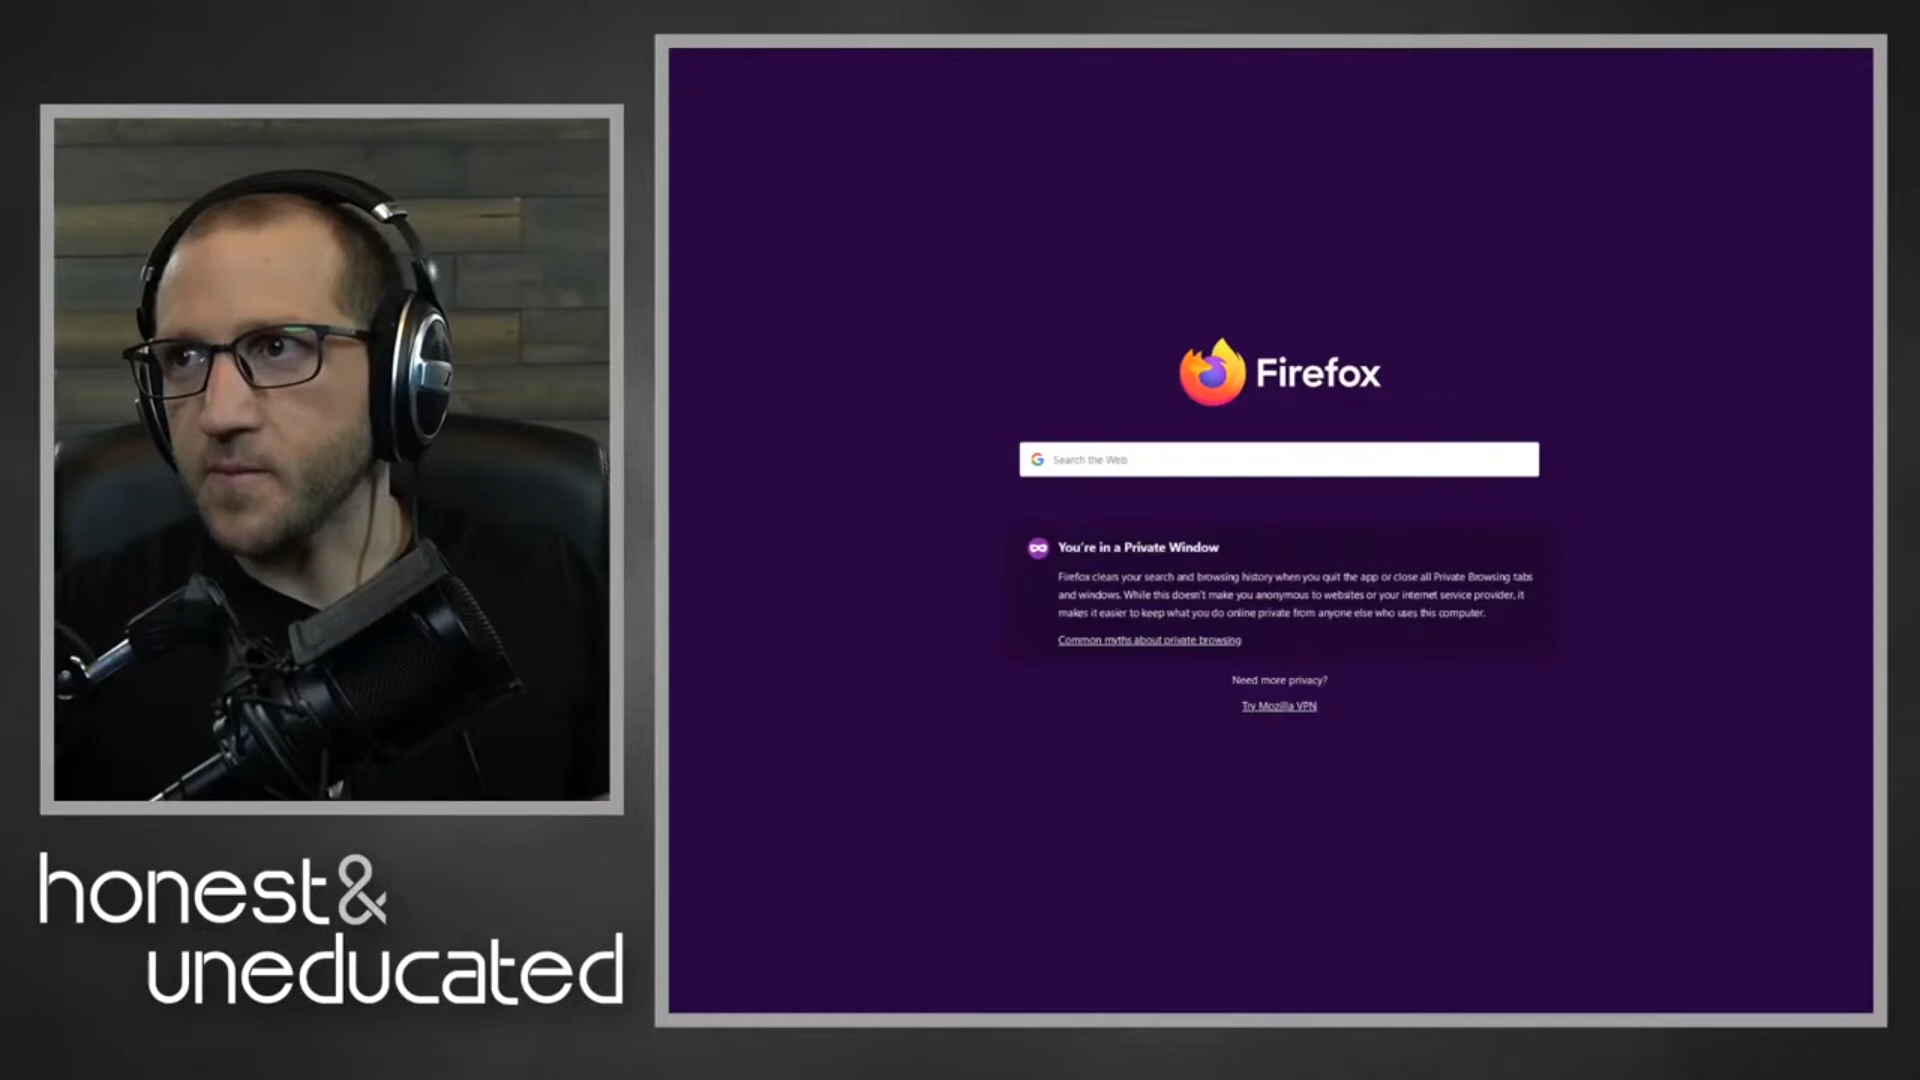 Firefox
Search the Web
You're in a Private Window
Firefox clears your search and browsing history when you quit the app or close all Private Browsing tabs
and windows. While this doesn't make you anonymous to websites or your internet service provider, it
makes it easier to keep what you do online private from anyone else who uses this computer.
Common myths about private browsing
Need more privacy?
Try Mozilla VPN
honest&
uneducated